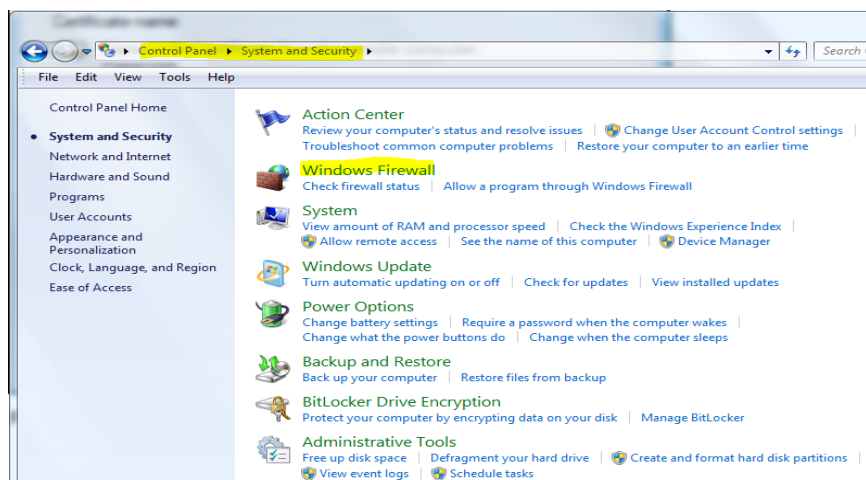 Certificate name
Control Panel ▸ System and Security ▸
Search
File Edit View Tools Help
Control Panel Home
• System and Security
Network and Internet
Hardware and Sound
Programs
User Accounts
Appearance and
Personalization
Clock, Language, and Region
Ease of Access
Action Center
Review your computer's status and resolve issues | Change User Account Control settings |
Troubleshoot common computer problems | Restore your computer to an earlier time
Windows Firewall
Check firewall status | Allow a program through Windows Firewall
System
View amount of RAM and processor speed | Check the Windows Experience Index |
Allow remote access | See the name of this computer | Device Manager
Windows Update
Turn automatic updating on or off | Check for updates | View installed updates
Power Options
Change battery settings | Require a password when the computer wakes |
Change what the power buttons do | Change when the computer sleeps
Backup and Restore
Back up your computer | Restore files from backup
BitLocker Drive Encryption
Protect your computer by encrypting data on your disk | Manage BitLocker
Administrative Tools
Free up disk space | Defragment your hard drive | Create and format hard disk partitions |
View event logs | Schedule tasks